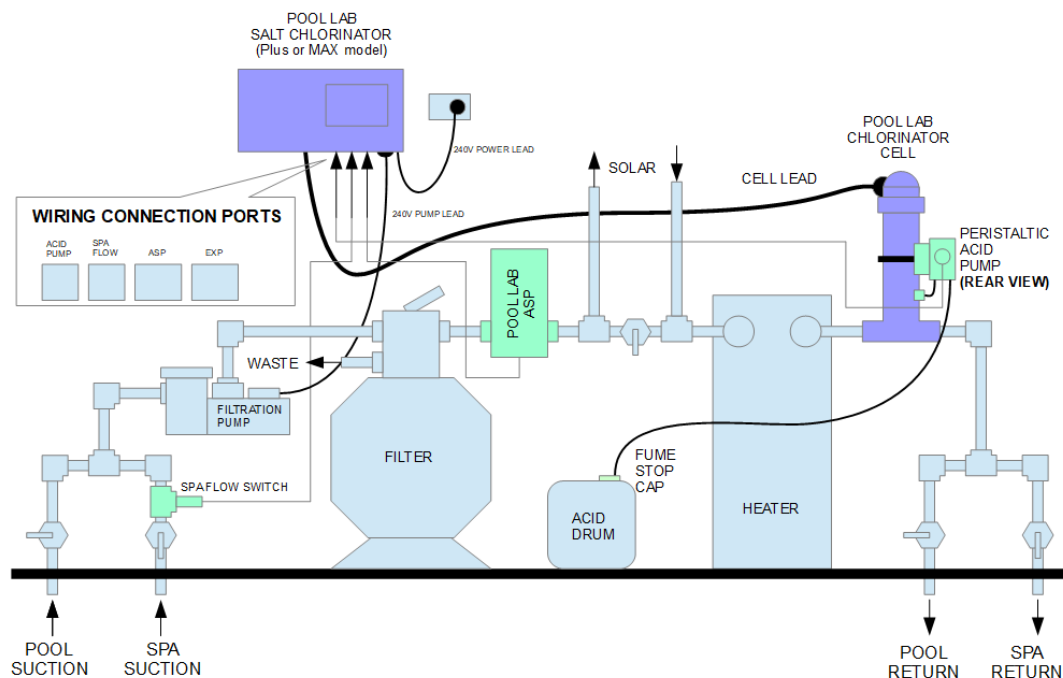 POOL LAB
SALT CHLORINATOR
(Plus or MAX model)
240V POWER LEAD
SOLAR
POOL LAB
CHLORINATOR
CELL
CELL LEAD
WIRING CONNECTION PORTS
240V PUMP LEAD
ACID
PUMP
SPA
FLOW
ASP
EXP
PERISTALTIC
ACID
PUMP
(REAR VIEW)
POOL LAB
ASP
WASTE
FILTRATION
PUMP
FILTER
SPAFLOW SWITCH
FUME
STOP
CAP
ACID
DRUM
HEATER
POOL
SUCTION
SPA
SUCTION
POOL
RETURN
SPA
RETURN